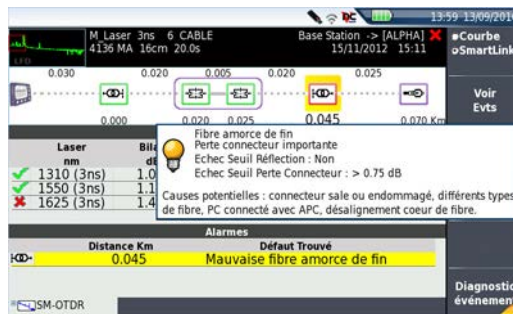 13:59 13/09/2016
M_Laser 3ns 6 CABLE
Base Station -> [ALPHA]
4136 MA 16cm 20.0s
15/11/2012 15:11
LFD
Courbe
SmartLink
0.030 0.020 0.005 0.020 0.025
0.000 0.020 0.025 0.045 0.070 Km
Voir
Evts
Fibre amorce de fin
Perte connecteur importante
Echec Seuil Réflection : Non
Echec Seuil Perte Connecteur : > 0.75 dB
Causes potentielles : connecteur sale ou endommagé, différents types
de fibre, PC connecté avec APC, désalignement coeur de fibre.
Laser
nm
1310 (3ns) 1.0
1550 (3ns) 1.1
1625 (3ns) 1.4
Alarmes
Distance Km Défaut Trouvé
0.045 Mauvaise fibre amorce de fin
Diagnostic
SM-OTDR